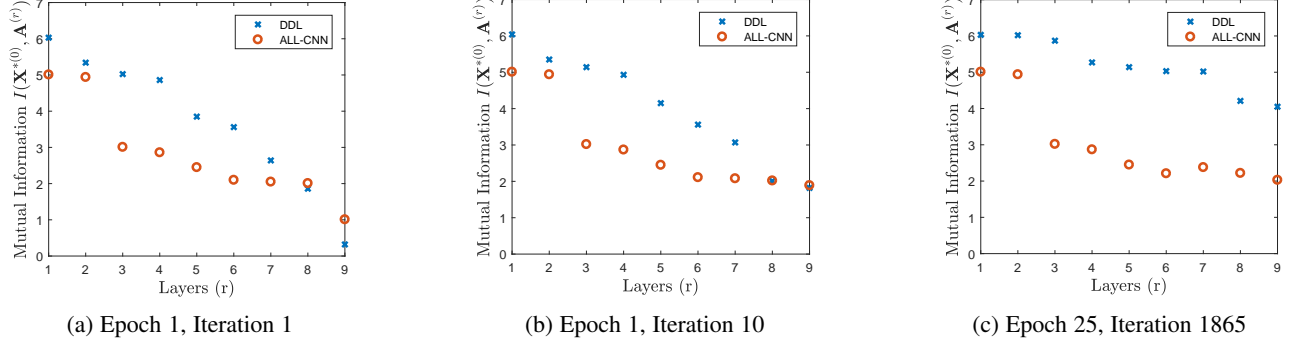 Mutual Information I(X*(0), A(r))
7
6
5
4
3
2
1
0
DDL
ALL-CNN
1 2 3 4 5 6 7 8 9
Layers (r)
(a) Epoch 1, Iteration 1
Mutual Information I(X*(0), A(r))
7
6
5
4
3
2
1
0
DDL
ALL-CNN
1 2 3 4 5 6 7 8 9
Layers (r)
(b) Epoch 1, Iteration 10
Mutual Information I(X*(0), A(r))
7
6
5
4
3
2
1
0
DDL
ALL-CNN
1 2 3 4 5 6 7 8 9
Layers (r)
(c) Epoch 25, Iteration 1865